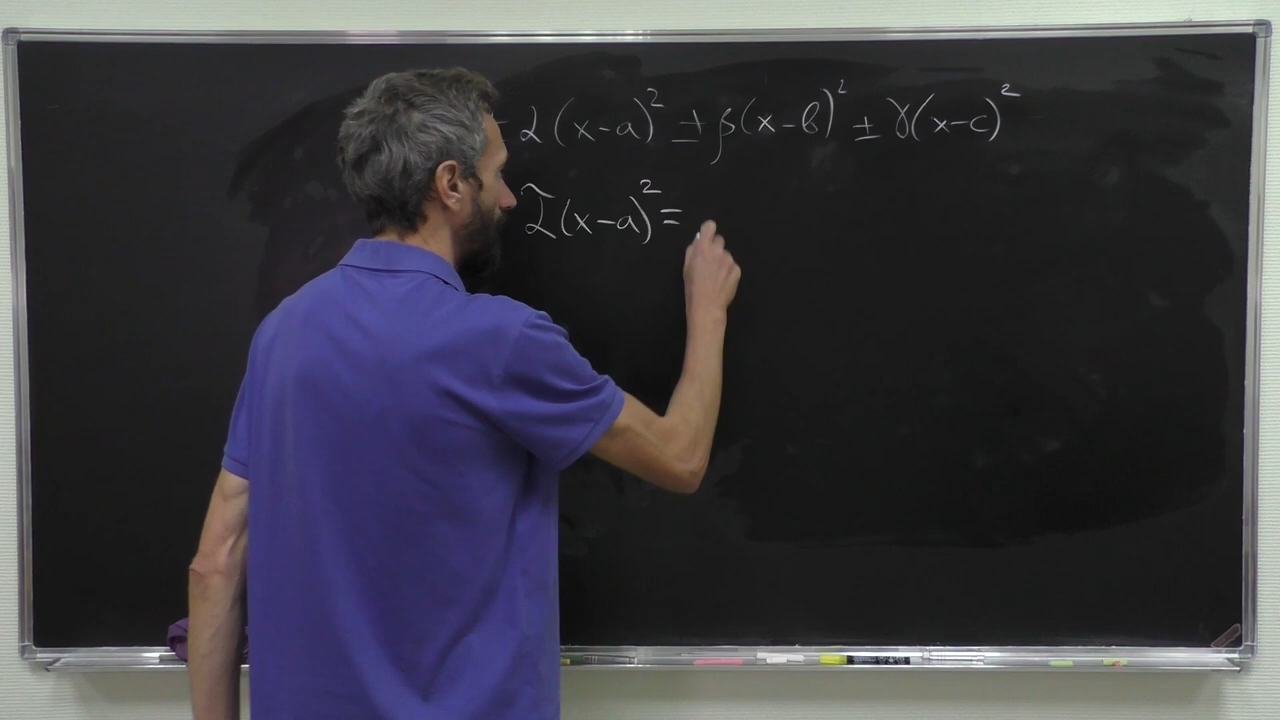 α(x-a)² ± β(x-b)² ± γ(x-c)²
α̃(x-a)² =